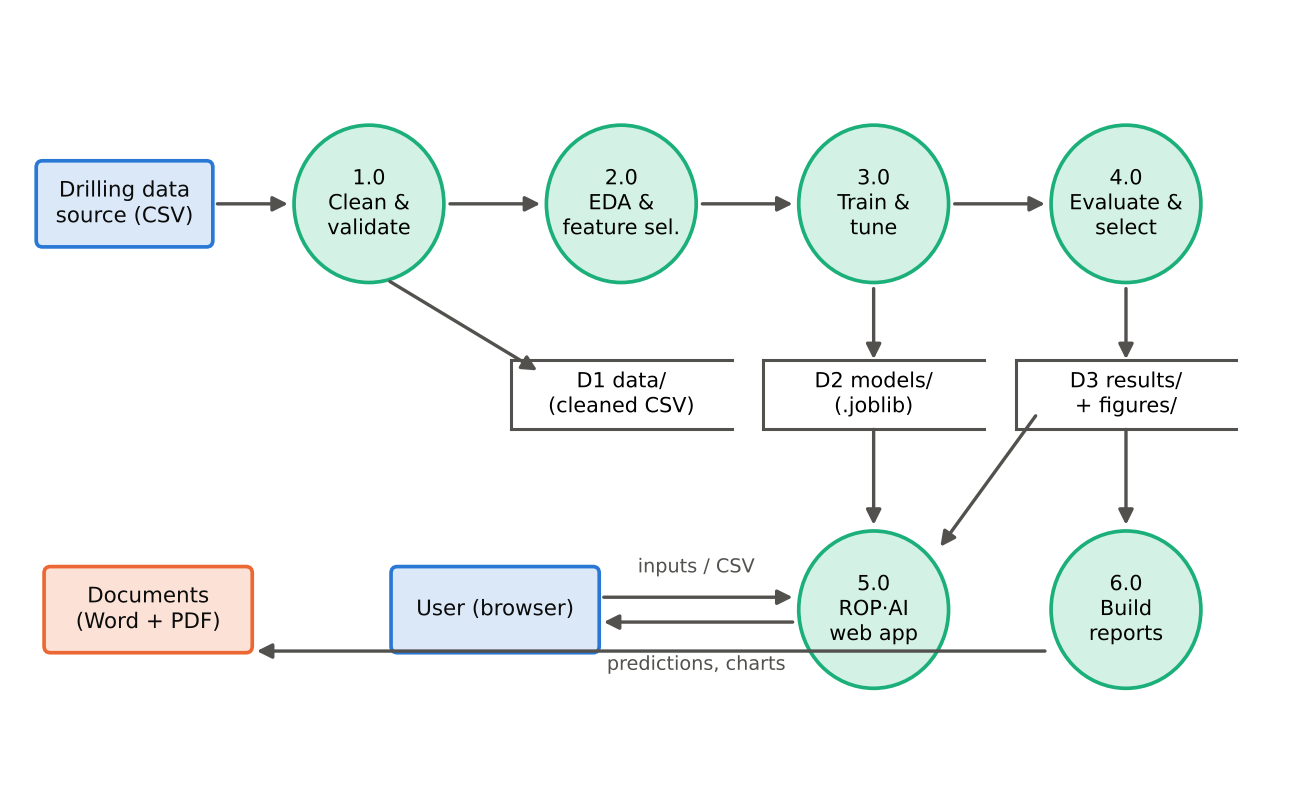 Drilling data
source (CSV)
1.0
Clean &
validate
2.0
EDA &
feature sel.
3.0
Train &
tune
4.0
Evaluate &
select
D1 data/
(cleaned CSV)
D2 models/
(.joblib)
D3 results/
+ figures/
Documents
(Word + PDF)
User (browser)
inputs / CSV
predictions, charts
5.0
ROP·AI
web app
6.0
Build
reports